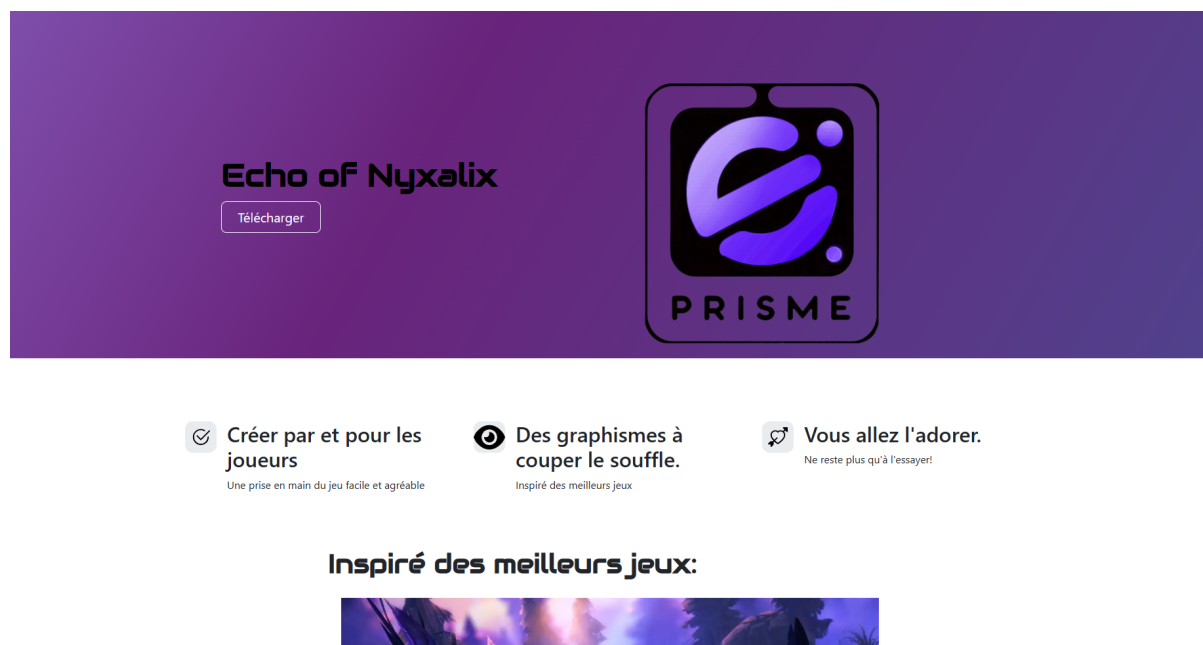 Echo of Nyxalix
Télécharger
PRISME
Créer par et pour les
joueurs
Une prise en main du jeu facile et agréable
Des graphismes à
couper le souffle.
Inspiré des meilleurs jeux
Vous allez l'adorer.
Ne reste plus qu'à l'essayer!
Inspiré des meilleurs jeux: